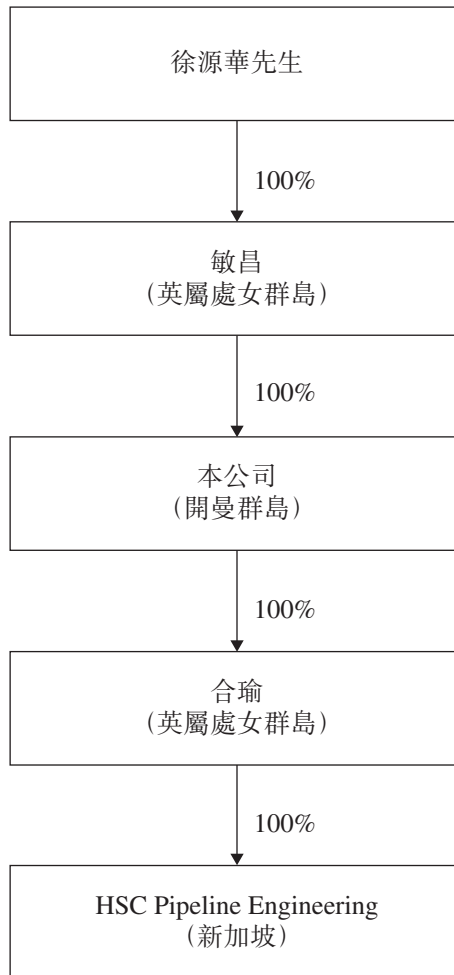 徐源華先生
100%
敏昌
（英屬處女群島）
100%
本公司
（開曼群島）
100%
合瑜
（英屬處女群島）
100%
HSC Pipeline Engineering
（新加坡）